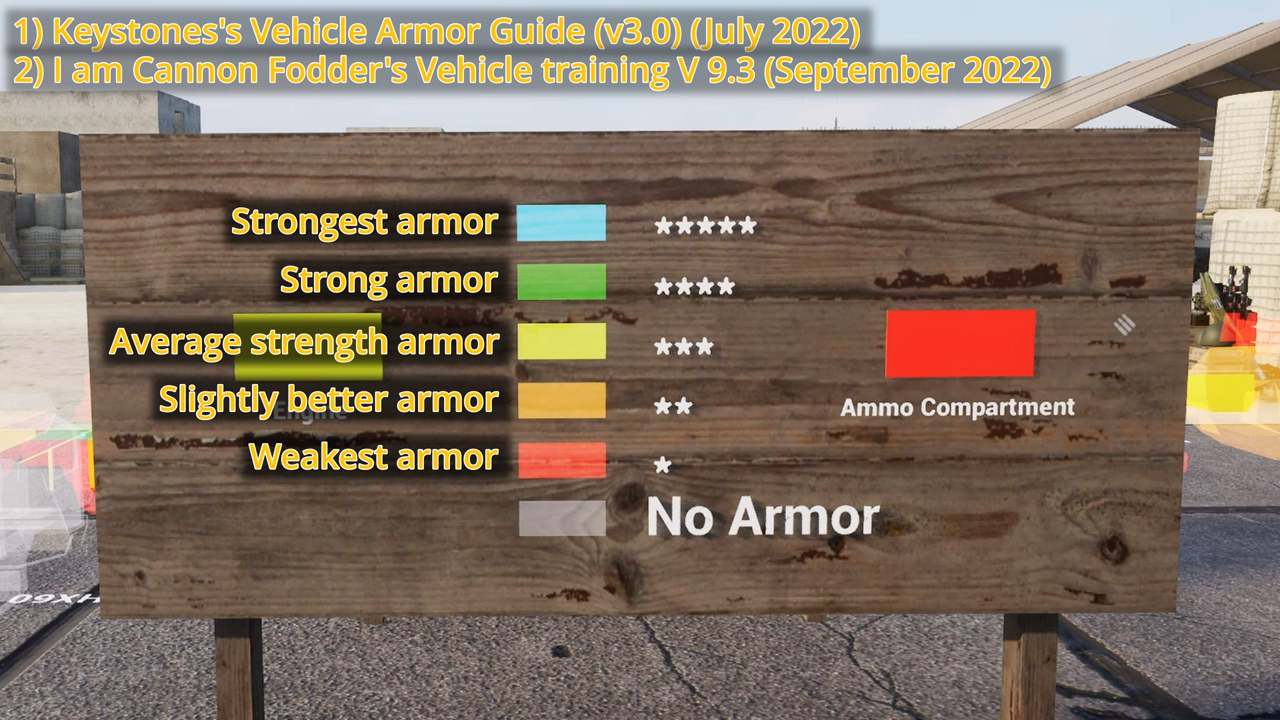 1) Keystones's Vehicle Armor Guide (v3.0) (July 2022)
2) I am Cannon Fodder's Vehicle training V 9.3 (September 2022)
Strongest armor ★★★★★
Strong armor ★★★★
Average strength armor ★★★
Slightly better armor ★★
Engine
Ammo Compartment
Weakest armor ★
No Armor